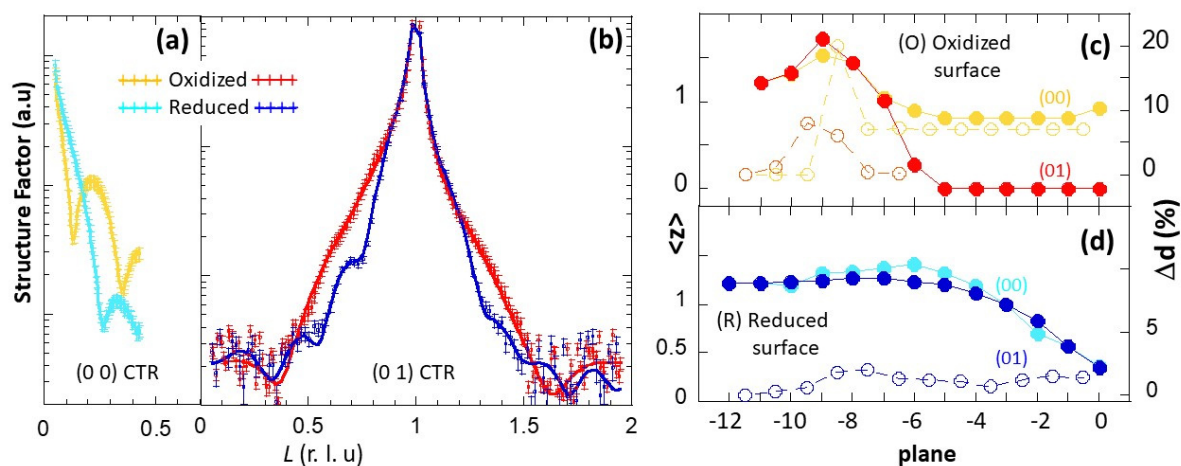 (a)
Oxidized
Reduced
(0 0) CTR
Structure Factor (a.u)
0
0.5
(b)
(0 1) CTR
0
0.5
1
1.5
2
L (r. l. u)
(c)
(O) Oxidized
surface
(00)
(01)
1
0
20
10
0
(d)
(R) Reduced
surface
(00)
(01)
<z>
1
0.5
0
Δd (%)
5
0
-12
-10
-8
-6
-4
-2
0
plane